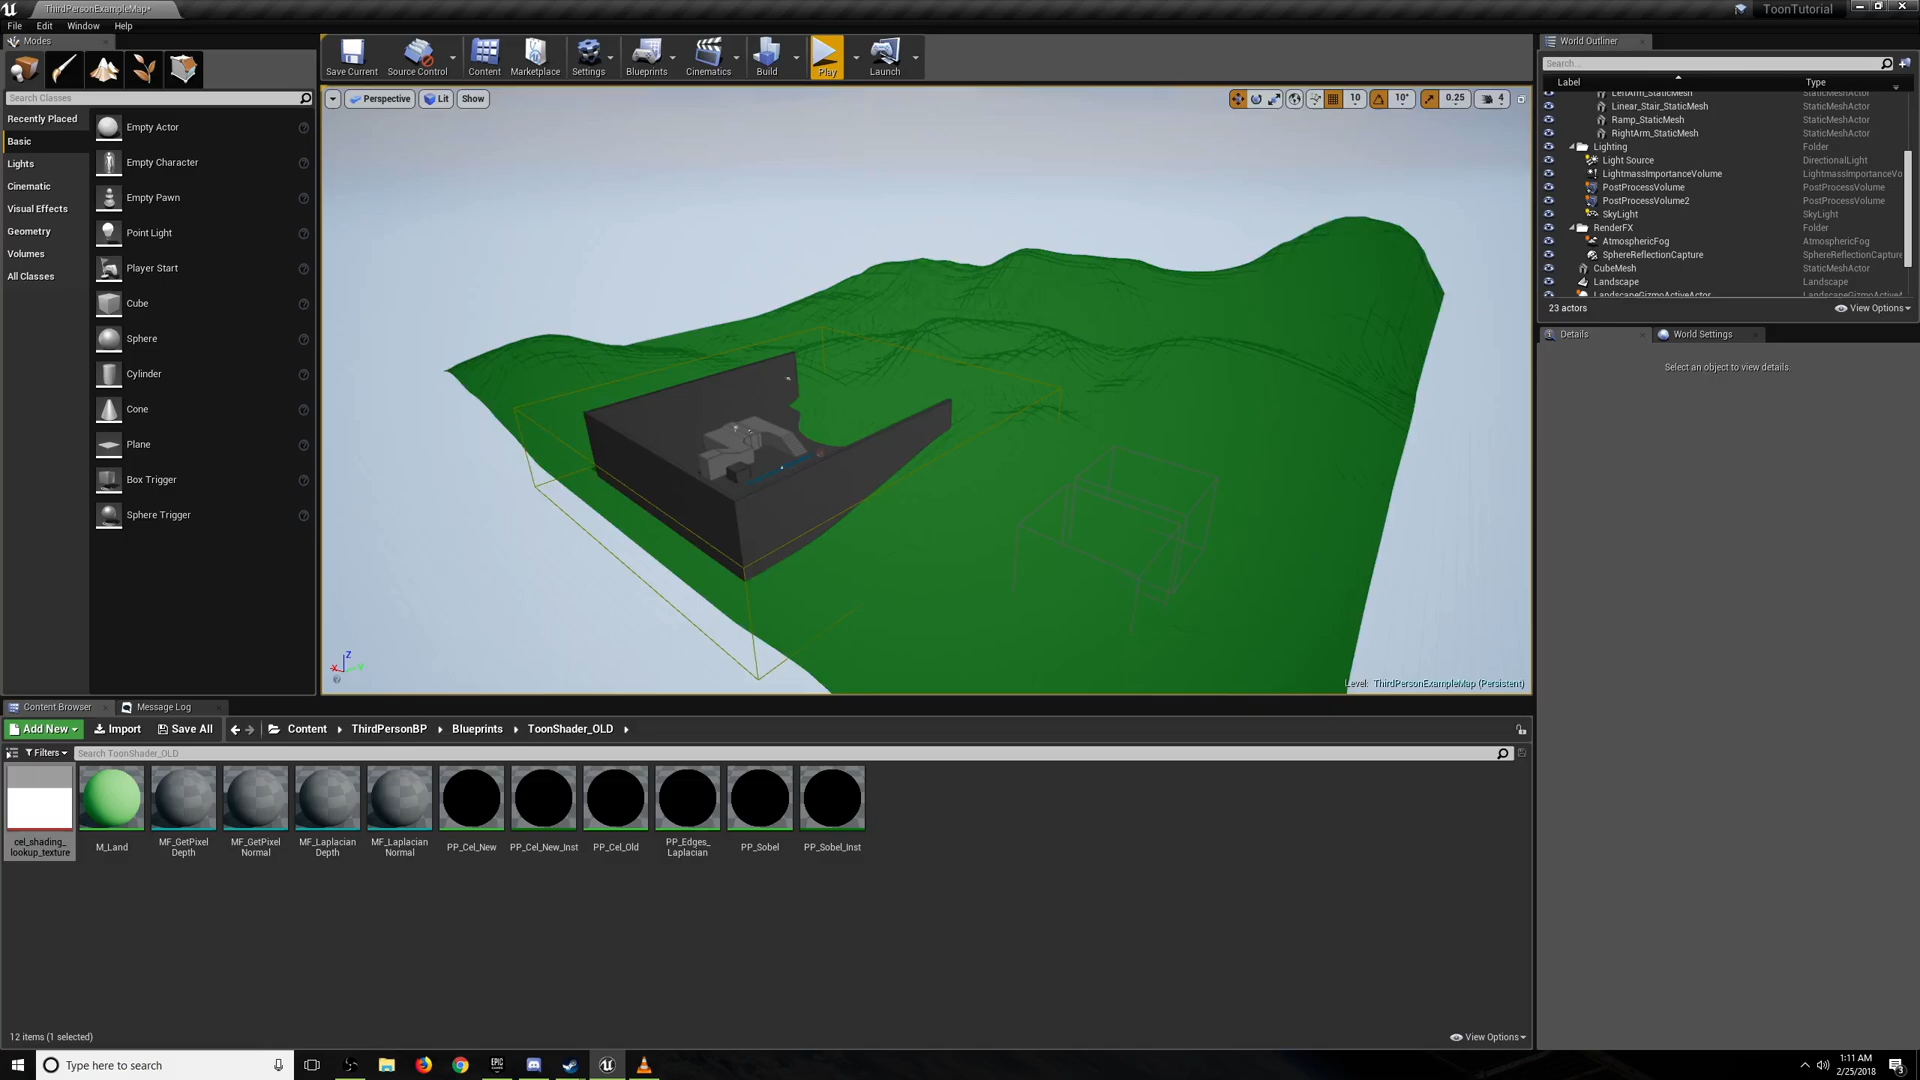 ThirdPersonExampleMap*
ToonTutorial
File Edit Window Help
Modes
Search Classes
Recently Placed
Basic
Lights
Cinematic
Visual Effects
Geometry
Volumes
All Classes
Empty Actor
Empty Character
Empty Pawn
Point Light
Player Start
Cube
Sphere
Cylinder
Cone
Plane
Box Trigger
Sphere Trigger
Save Current Source Control Content Marketplace Settings Blueprints Cinematics Build Play Launch
Perspective Lit Show
10 10° 0.25 4
X Y Z
Level: ThirdPersonExampleMap (Persistent)
World Outliner
Search...
Label Type
LeftArm_StaticMesh StaticMeshActor
Linear_Stair_StaticMesh StaticMeshActor
Ramp_StaticMesh StaticMeshActor
RightArm_StaticMesh StaticMeshActor
Lighting Folder
Light Source DirectionalLight
LightmassImportanceVolume LightmassImportanceVo
PostProcessVolume PostProcessVolume
PostProcessVolume2 PostProcessVolume
SkyLight SkyLight
RenderFX Folder
AtmosphericFog AtmosphericFog
SphereReflectionCapture SphereReflectionCapture
CubeMesh StaticMeshActor
Landscape Landscape
LandscapeGizmoActiveActor LandscapeGizmoActiveA
23 actors View Options
Details World Settings
Select an object to view details.
Content Browser Message Log
Add New Import Save All Content ThirdPersonBP Blueprints ToonShader_OLD
Filters Search ToonShader_OLD
cel_shading_
lookup_texture
M_Land
MF_GetPixel
Depth
MF_GetPixel
Normal
MF_Laplacian
Depth
MF_Laplacian
Normal
PP_Cel_New
PP_Cel_New_Inst
PP_Cel_Old
PP_Edges_
Laplacian
PP_Sobel
PP_Sobel_Inst
12 items (1 selected) View Options
Type here to search
EPIC
GAMES
1:11 AM
2/25/2018
3